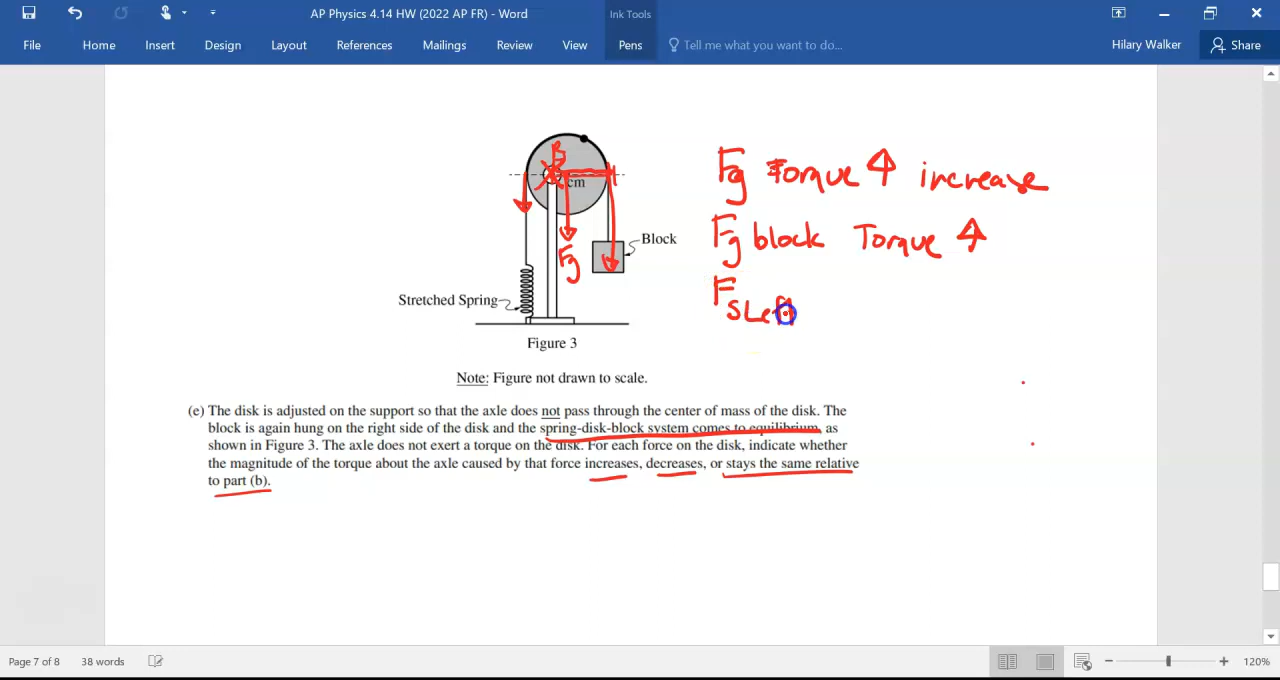 AP Physics 4.14 HW (2022 AP FR) - Word
Ink Tools
File Home Insert Design Layout References Mailings Review View Pens Tell me what you want to do... Hilary Walker Share
Fg Torque increase
cm
Fg block Torque
Block
Fg
F S Left
Stretched Spring
Figure 3
Note: Figure not drawn to scale.
(e) The disk is adjusted on the support so that the axle does not pass through the center of mass of the disk. The
block is again hung on the right side of the disk and the spring-disk-block system comes to equilibrium, as
shown in Figure 3. The axle does not exert a torque on the disk. For each force on the disk, indicate whether
the magnitude of the torque about the axle caused by that force increases, decreases, or stays the same relative
to part (b).
Page 7 of 8 38 words 120%